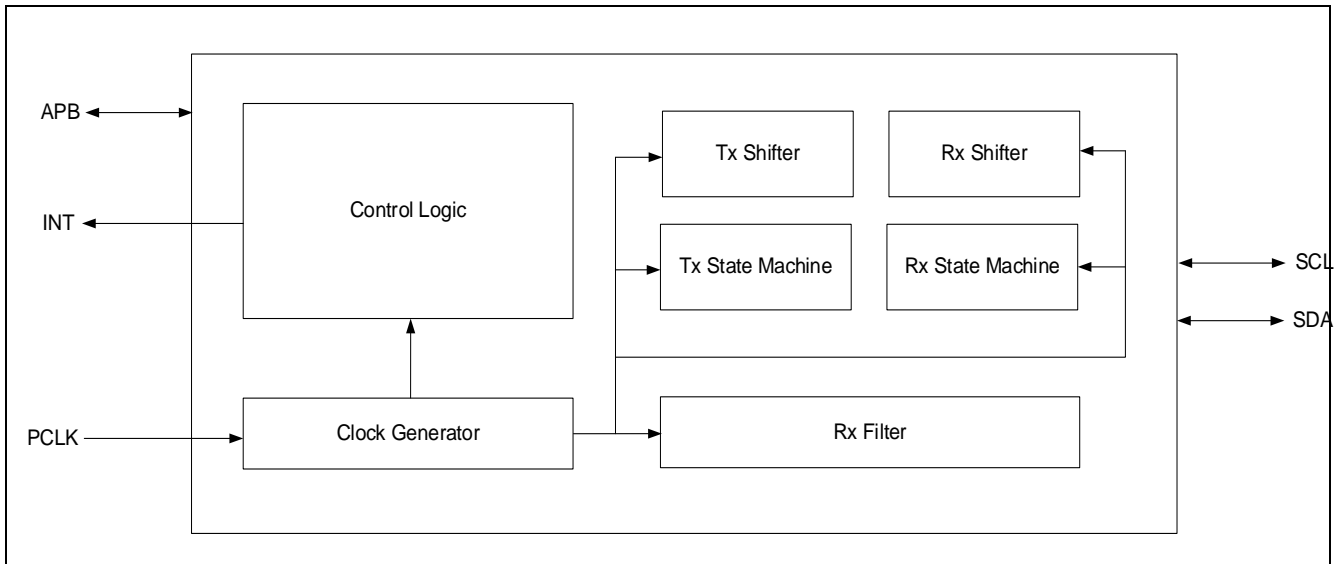 APB
INT
PCLK
Control Logic
Clock Generator
Tx Shifter
Rx Shifter
Tx State Machine
Rx State Machine
Rx Filter
SCL
SDA